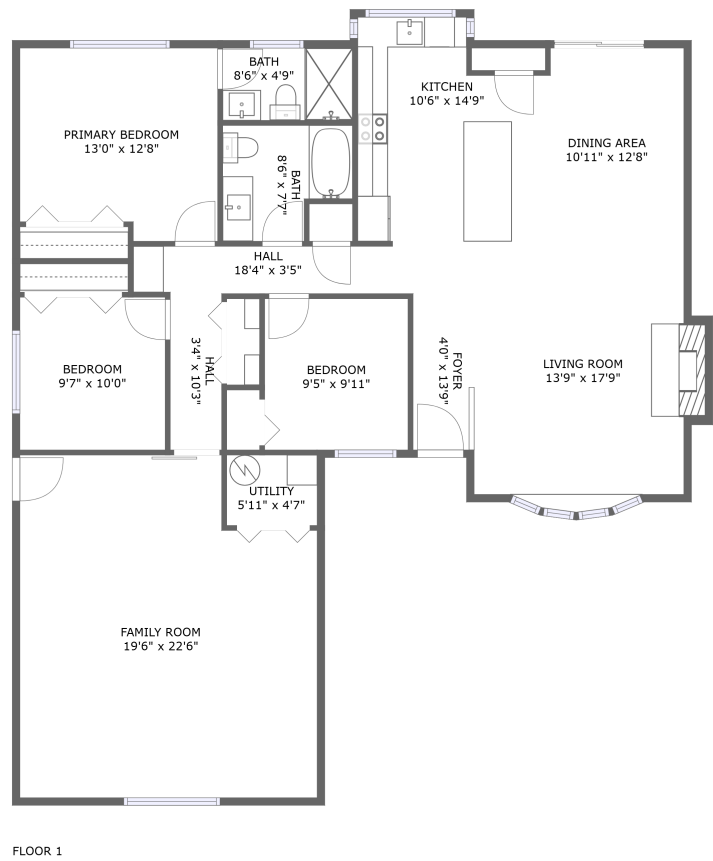 BATH
8'6" x 4'9"
KITCHEN
10'6" x 14'9"
PRIMARY BEDROOM
13'0" x 12'8"
DINING AREA
10'11" x 12'8"
BATH
8'6" x 7'7"
HALL
18'4" x 3'5"
BEDROOM
9'7" x 10'0"
HALL
3'4" x 10'3"
BEDROOM
9'5" x 9'11"
FOYER
4'0" x 13'9"
LIVING ROOM
13'9" x 17'9"
UTILITY
5'11" x 4'7"
FAMILY ROOM
19'6" x 22'6"
FLOOR 1